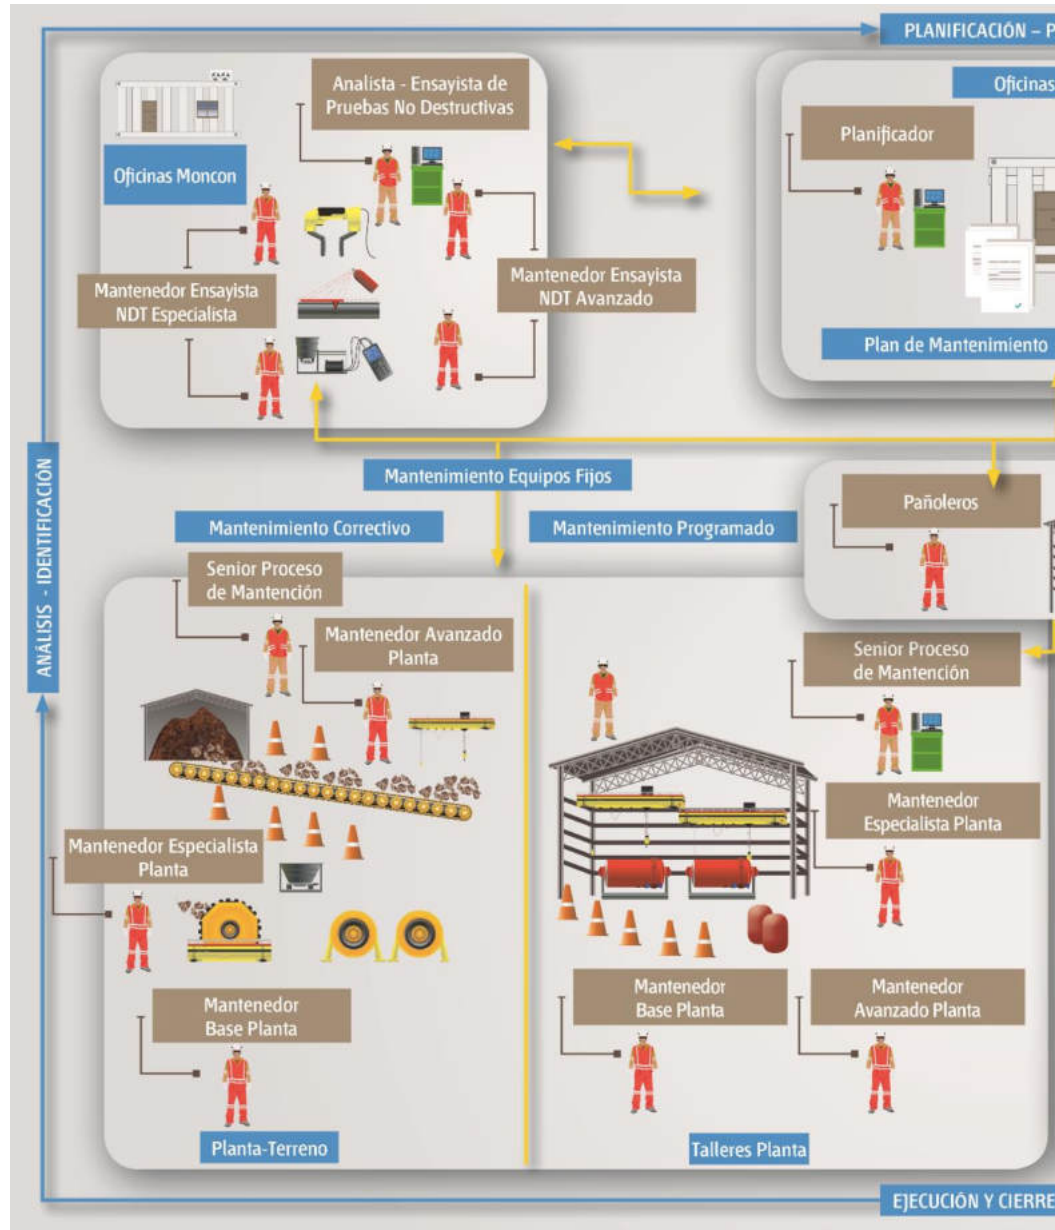 PLANIFICACIÓN – P
Analista - Ensayista de
Pruebas No Destructivas
Oficinas Moncon
Mantenedor Ensayista
NDT Especialista
Mantenedor Ensayista
NDT Avanzado
Oficinas
Planificador
Plan de Mantenimiento
ANÁLISIS - IDENTIFICACIÓN
Mantenimiento Equipos Fijos
Mantenimiento Correctivo
Mantenimiento Programado
Pañoleros
Senior Proceso
de Mantención
Mantenedor Avanzado
Planta
Mantenedor Especialista
Planta
Mantenedor
Base Planta
Planta-Terreno
Senior Proceso
de Mantención
Mantenedor
Especialista Planta
Mantenedor
Base Planta
Mantenedor
Avanzado Planta
Talleres Planta
EJECUCIÓN Y CIERRE